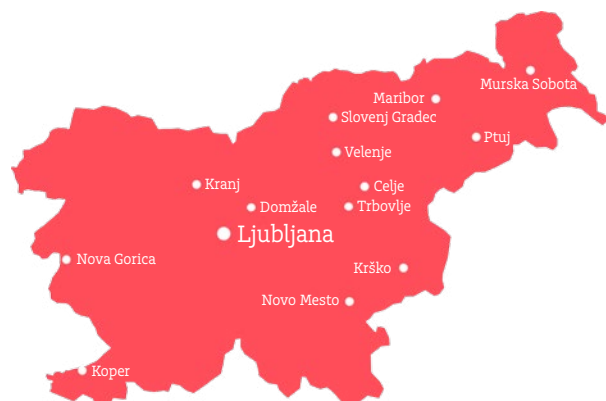 Murska Sobota
Maribor
Slovenj Gradec
Ptuj
Velenje
Kranj
Celje
Domžale
Trbovlje
Ljubljana
Nova Gorica
Krško
Novo Mesto
Koper